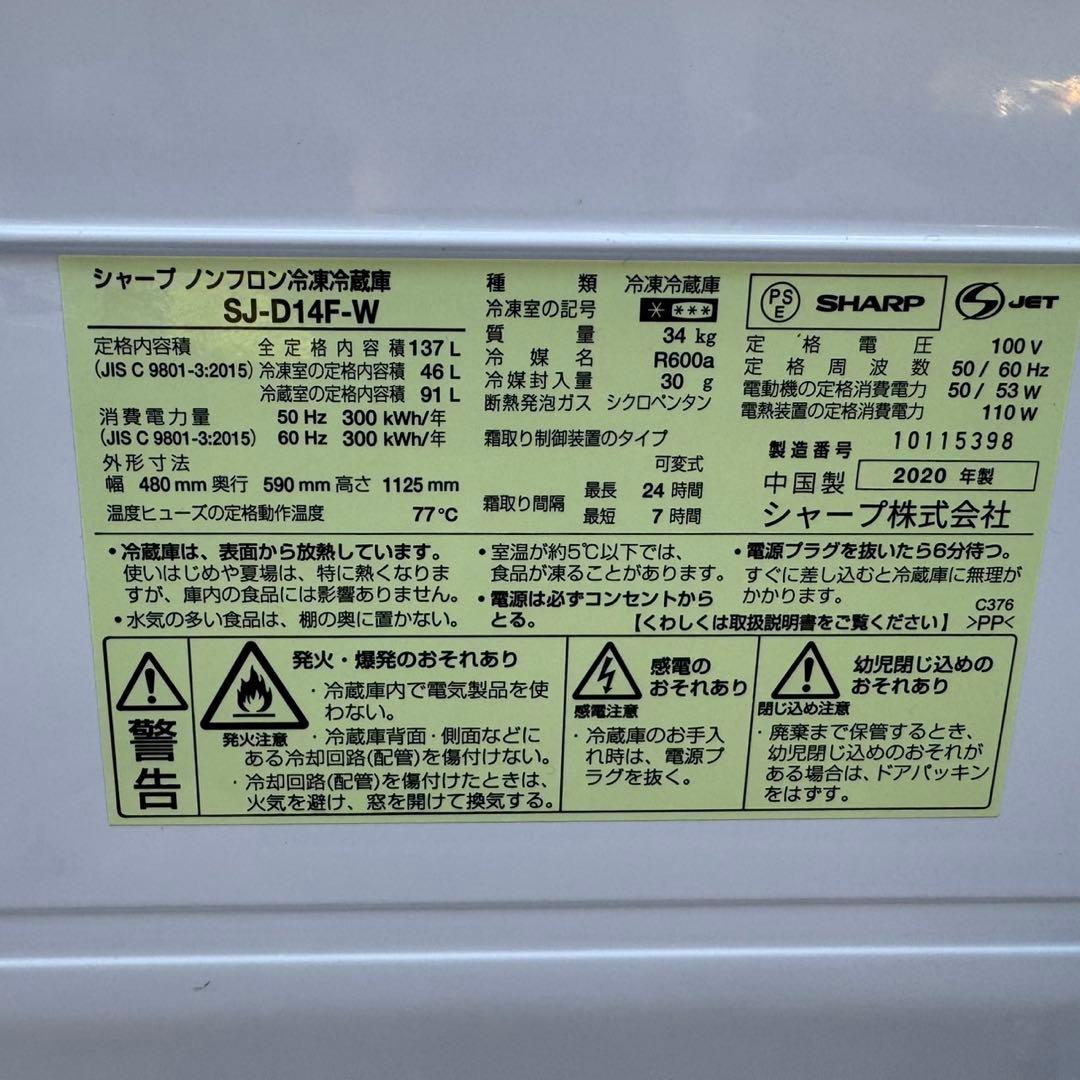 シャープ ノンフロン冷凍冷蔵庫
SJ-D14F-W
定格内容積 全定格内容積 137 L
(JIS C 9801-3:2015) 冷凍室の定格内容積 46 L
冷蔵室の定格内容積 91 L
消費電力量 50 Hz 300 kWh/年
(JIS C 9801-3:2015) 60 Hz 300 kWh/年
外形寸法
幅 480 mm 奥行 590 mm 高さ 1125 mm
温度ヒューズの定格動作温度 77℃
種類 冷凍冷蔵庫
冷凍室の記号 * ***
質量 34 kg
冷媒名 R600a
冷媒封入量 30 g
断熱発泡ガス シクロペンタン
霜取り制御装置のタイプ
可変式
霜取り間隔 最長 24 時間
最短 7 時間
PSE SHARP S JET
定格電圧 100 V
定格周波数 50 / 60 Hz
電動機の定格消費電力 50 / 53 W
電熱装置の定格消費電力 110 W
製造番号 10115398
中国製 2020 年製
シャープ株式会社
・冷蔵庫は、表面から放熱しています。
使いはじめや夏場は、特に熱くなりま
すが、庫内の食品には影響ありません。
・水気の多い食品は、棚の奥に置かない。
・室温が約5℃以下では、
食品が凍ることがあります。
・電源は必ずコンセントから
とる。
・電源プラグを抜いたら6分待つ。
すぐに差し込むと冷蔵庫に無理が
かかります。
C376
【くわしくは取扱説明書をご覧ください】 >PP<
警告
発火・爆発のおそれあり
発火注意
・冷蔵庫内で電気製品を使
わない。
・冷蔵庫背面・側面などに
ある冷却回路(配管)を傷付けない。
・冷却回路(配管)を傷付けたときは、
火気を避け、窓を開けて換気する。
感電の
おそれあり
感電注意
・冷蔵庫のお手入
れ時は、電源プ
ラグを抜く。
幼児閉じ込めの
おそれあり
閉じ込め注意
・廃棄まで保管するとき、
幼児閉じ込めのおそれが
ある場合は、ドアパッキン
をはずす。